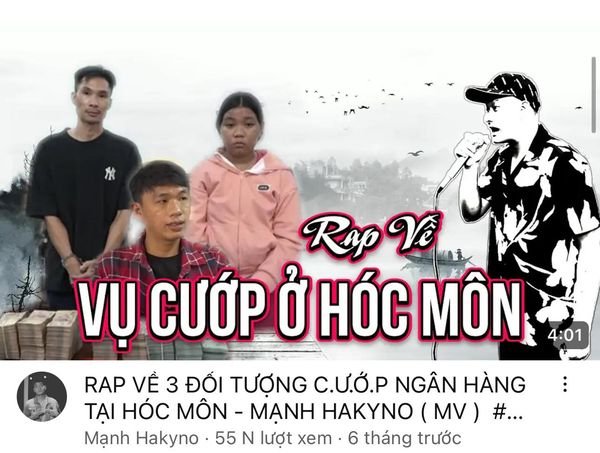 Rap Về
VỤ CƯỚP Ở HÓC MÔN
4:01
RAP VỀ 3 ĐỐI TƯỢNG C.Ư.Ớ.P NGÂN HÀNG
TẠI HÓC MÔN - MẠNH HAKYNO ( MV ) #...
Mạnh Hakyno · 55 N lượt xem · 6 tháng trước